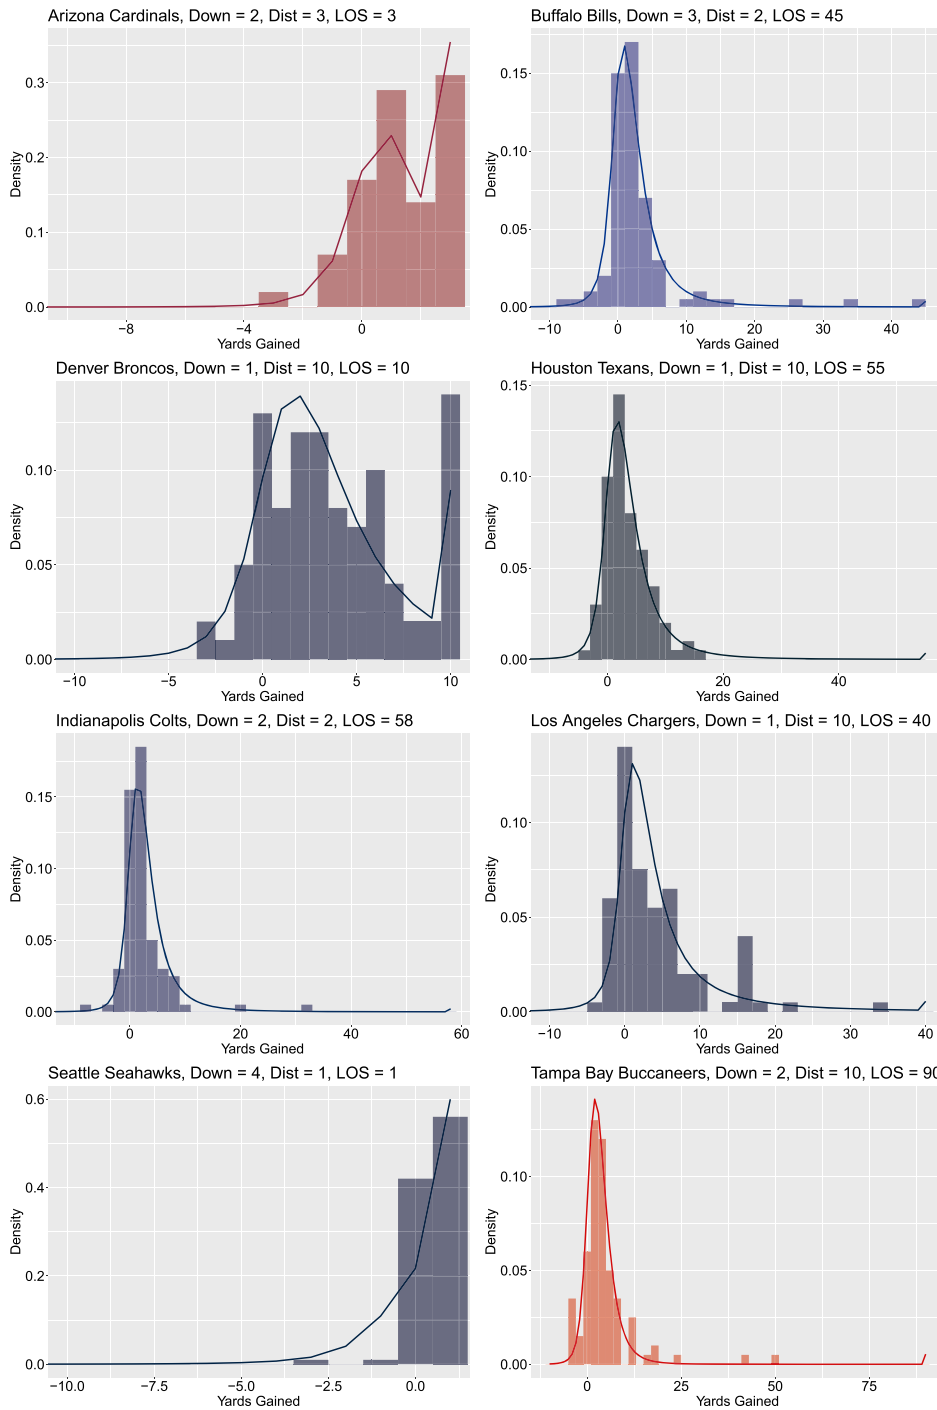 Arizona Cardinals, Down = 2, Dist = 3, LOS = 3
Density
0.3
0.2
0.1
0.0
−8
−4
0
Yards Gained
Buffalo Bills, Down = 3, Dist = 2, LOS = 45
Density
0.15
0.10
0.05
0.00
−10
0
10
20
30
40
Yards Gained
Denver Broncos, Down = 1, Dist = 10, LOS = 10
Density
0.10
0.05
0.00
−10
−5
0
5
10
Yards Gained
Houston Texans, Down = 1, Dist = 10, LOS = 55
Density
0.15
0.10
0.05
0.00
0
20
40
Yards Gained
Indianapolis Colts, Down = 2, Dist = 2, LOS = 58
Density
0.15
0.10
0.05
0.00
0
20
40
60
Yards Gained
Los Angeles Chargers, Down = 1, Dist = 10, LOS = 40
Density
0.10
0.05
0.00
−10
0
10
20
30
40
Yards Gained
Seattle Seahawks, Down = 4, Dist = 1, LOS = 1
Density
0.6
0.4
0.2
0.0
−10.0
−7.5
−5.0
−2.5
0.0
Yards Gained
Tampa Bay Buccaneers, Down = 2, Dist = 10, LOS = 90
Density
0.10
0.05
0.00
0
25
50
75
Yards Gained